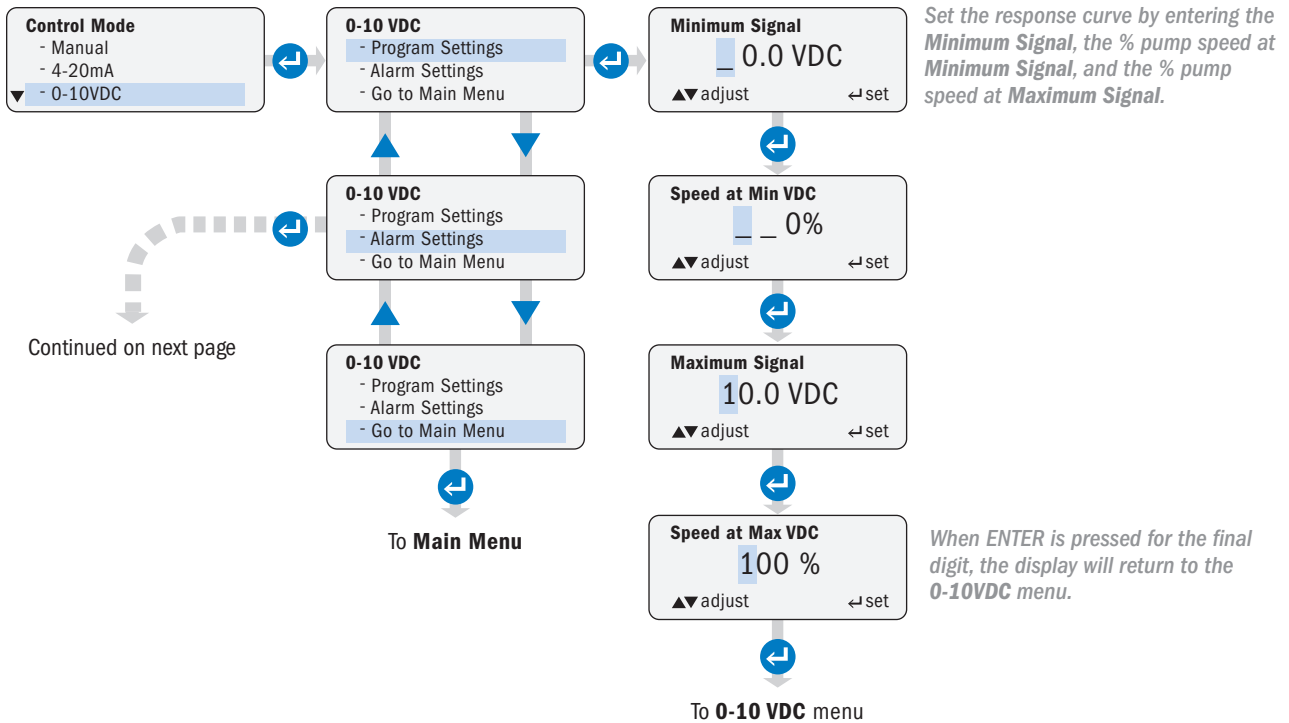 Control Mode
- Manual
- 4-20mA
- 0-10VDC
0-10 VDC
- Program Settings
- Alarm Settings
- Go to Main Menu
Minimum Signal
_ 0.0 VDC
▲▼ adjust ↵ set
Set the response curve by entering the
Minimum Signal, the % pump speed at
Minimum Signal, and the % pump
speed at Maximum Signal.
0-10 VDC
- Program Settings
- Alarm Settings
- Go to Main Menu
Speed at Min VDC
_ _ 0%
▲▼ adjust ↵ set
Continued on next page
0-10 VDC
- Program Settings
- Alarm Settings
- Go to Main Menu
Maximum Signal
10.0 VDC
▲▼ adjust ↵ set
To Main Menu
Speed at Max VDC
100 %
▲▼ adjust ↵ set
When ENTER is pressed for the final
digit, the display will return to the
0-10VDC menu.
To 0-10 VDC menu